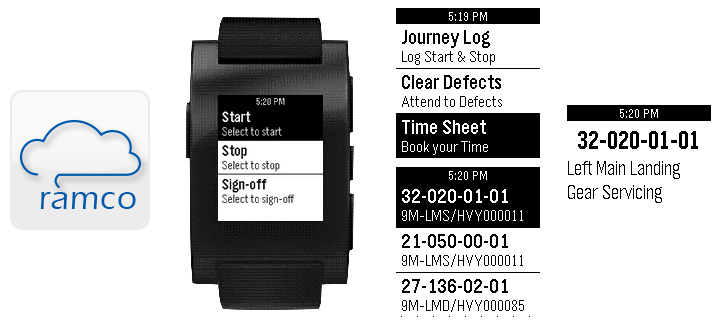 ramco
5:20 PM
Start
Select to start
Stop
Select to stop
Sign-off
Select to sign-off
5:19 PM
Journey Log
Log Start & Stop
Clear Defects
Attend to Defects
Time Sheet
Book your Time
5:20 PM
32-020-01-01
9M-LMS/HVY000011
21-050-00-01
9M-LMS/HVY000011
27-136-02-01
9M-LMD/HVY000085
5:20 PM
32-020-01-01
Left Main Landing
Gear Servicing